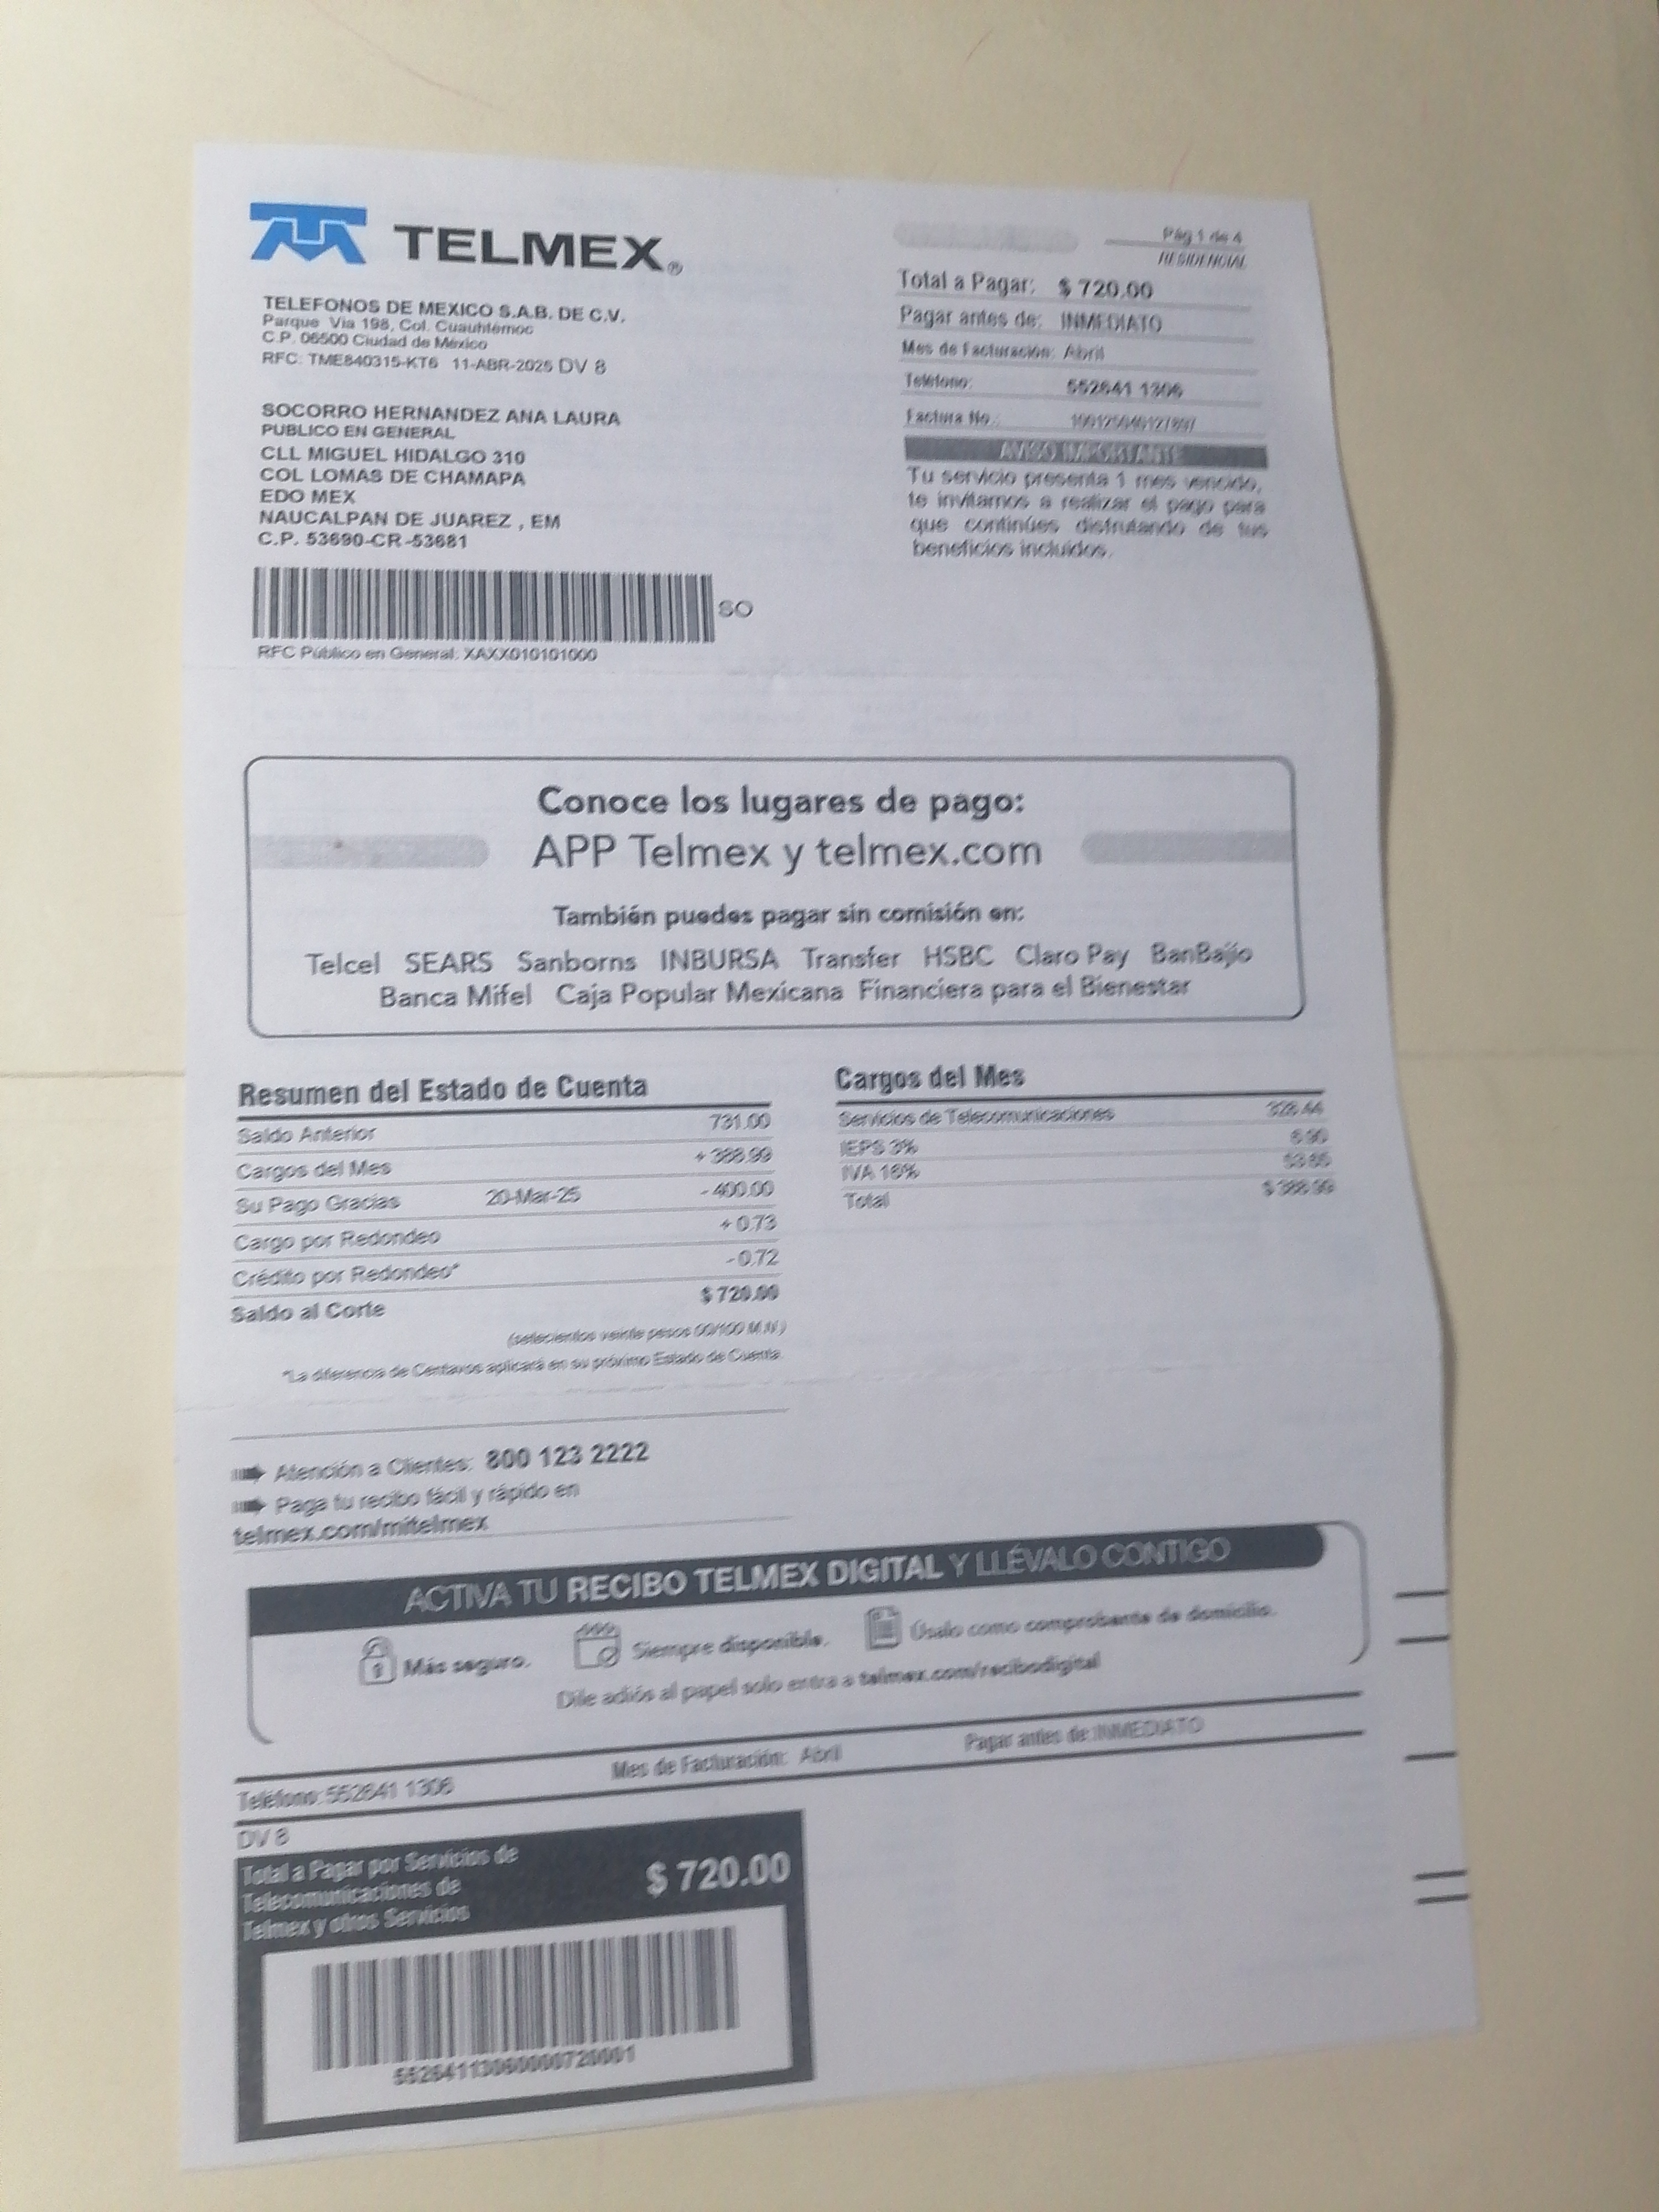 TELMEX®
TELEFONOS DE MEXICO S.A.B. DE C.V.
Parque Via 198, Col. Cuauhtémoc
C.P. 06500 Ciudad de México
RFC: TME840315-KT6 11-ABR-2025 DV 8
SOCORRO HERNANDEZ ANA LAURA
PUBLICO EN GENERAL
CLL MIGUEL HIDALGO 310
COL LOMAS DE CHAMAPA
EDO MEX
NAUCALPAN DE JUAREZ , EM
C.P. 53690-CR-53681
SO
RFC Público en General: XAXX010101000
Pág 1 de 4
RESIDENCIAL
Total a Pagar: $ 720.00
Pagar antes de: INMEDIATO
Mes de Facturación: Abril
Teléfono: 552641 1306
Factura No.:
AVISO IMPORTANTE
Tu servicio presenta 1 mes vencido,
te invitamos a realizar el pago para
que continúes disfrutando de tus
beneficios incluidos.
Conoce los lugares de pago:
APP Telmex y telmex.com
También puedes pagar sin comisión en:
Telcel SEARS Sanborns INBURSA Transfer HSBC Claro Pay BanBajío
Banca Mifel Caja Popular Mexicana Financiera para el Bienestar
Resumen del Estado de Cuenta
Saldo Anterior 731.00
Cargos del Mes + 388.99
Su Pago Gracias 20-Mar-25 - 400.00
Cargo por Redondeo + 0.73
Crédito por Redondeo* - 0.72
Saldo al Corte $ 720.00
(setecientos veinte pesos 00/100 M.N.)
*La diferencia de Centavos aplicará en su próximo Estado de Cuenta.
Cargos del Mes
Servicios de Telecomunicaciones 328.44
IEPS 3%
IVA 16%
Total $ 388.99
Atención a Clientes: 800 123 2222
Paga tu recibo fácil y rápido en
telmex.com/mitelmex
ACTIVA TU RECIBO TELMEX DIGITAL Y LLÉVALO CONTIGO
Más seguro.
Siempre disponible.
Úsalo como comprobante de domicilio.
Dile adiós al papel solo entra a telmex.com/recibodigital
Teléfono: 552641 1306 Mes de Facturación: Abril Pagar antes de: INMEDIATO
DV 8
Total a Pagar por Servicios de
Telecomunicaciones de
Telmex y otros Servicios
$ 720.00
55264113060000720001